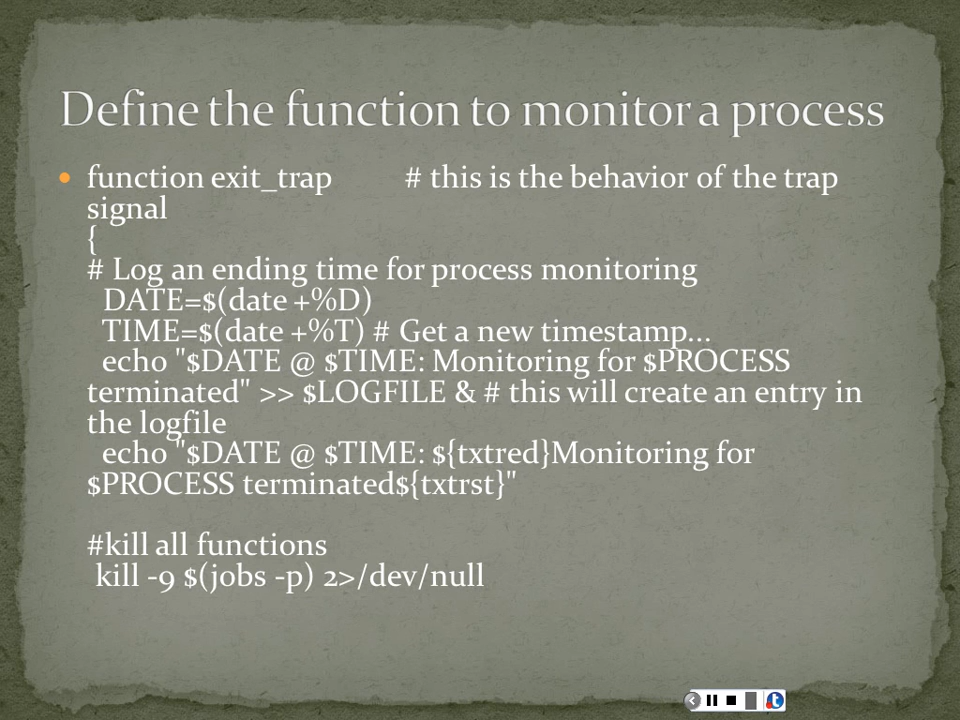 Define the function to monitor a process
function exit_trap # this is the behavior of the trap
signal
{
# Log an ending time for process monitoring
DATE=$(date +%D)
TIME=$(date +%T) # Get a new timestamp...
echo "$DATE @ $TIME: Monitoring for $PROCESS
terminated" >> $LOGFILE & # this will create an entry in
the logfile
echo "$DATE @ $TIME: ${txtred}Monitoring for
$PROCESS terminated${txtrst}"
#kill all functions
kill -9 $(jobs -p) 2>/dev/null
t